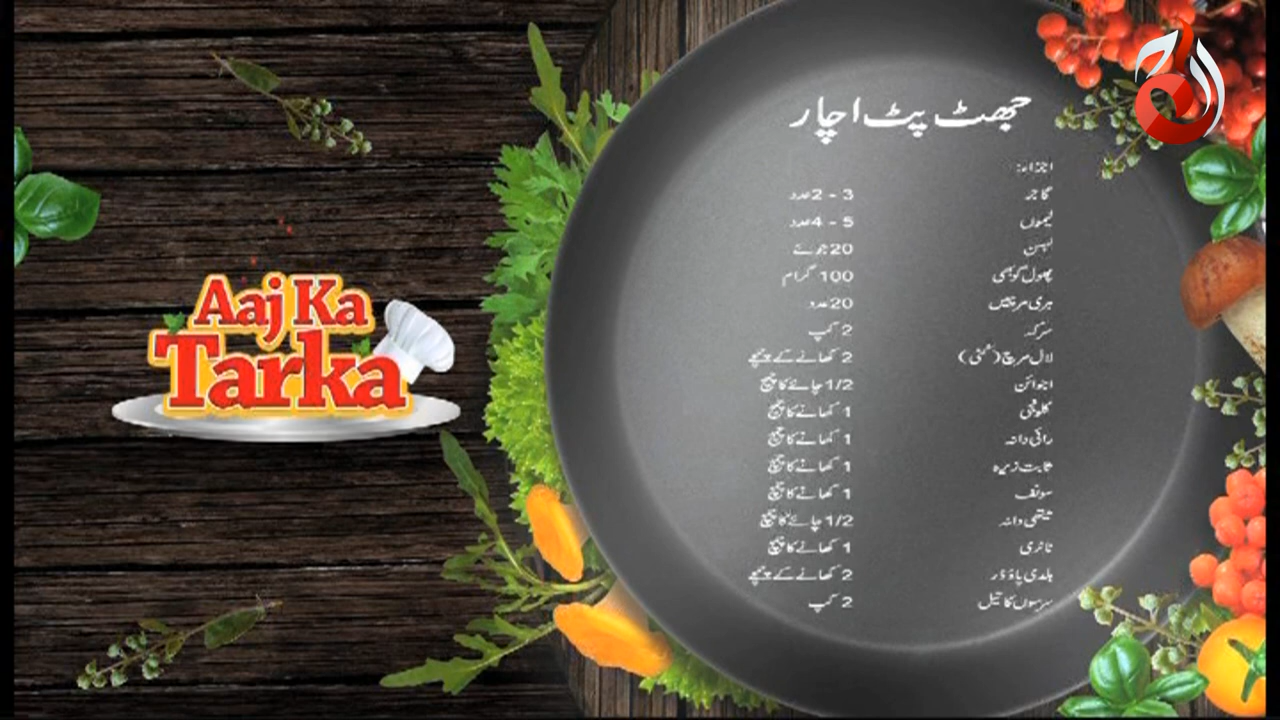 Aaj Ka
Tarka
جھٹ پٹ اچار
اجزاء:
گاجر 3 - 2 عدد
لیموں 5 - 4 عدد
لہسن 20 جوئے
پھول گوبھی 100 گرام
ہری مرچیں 20 عدد
سرکہ 2 کپ
لال مرچ (کٹی) 2 کھانے کے چمچے
اجوائن 1/2 چائے کا چمچ
کلونجی 1 کھانے کا چمچ
رائی دانہ 1 کھانے کا چمچ
ثابت زیرہ 1 کھانے کا چمچ
سونف 1 کھانے کا چمچ
میتھی دانہ 1/2 چائے کا چمچ
ٹاٹری 1 کھانے کا چمچ
ہلدی پاؤڈر 2 کھانے کے چمچے
سرسوں کا تیل 2 کپ